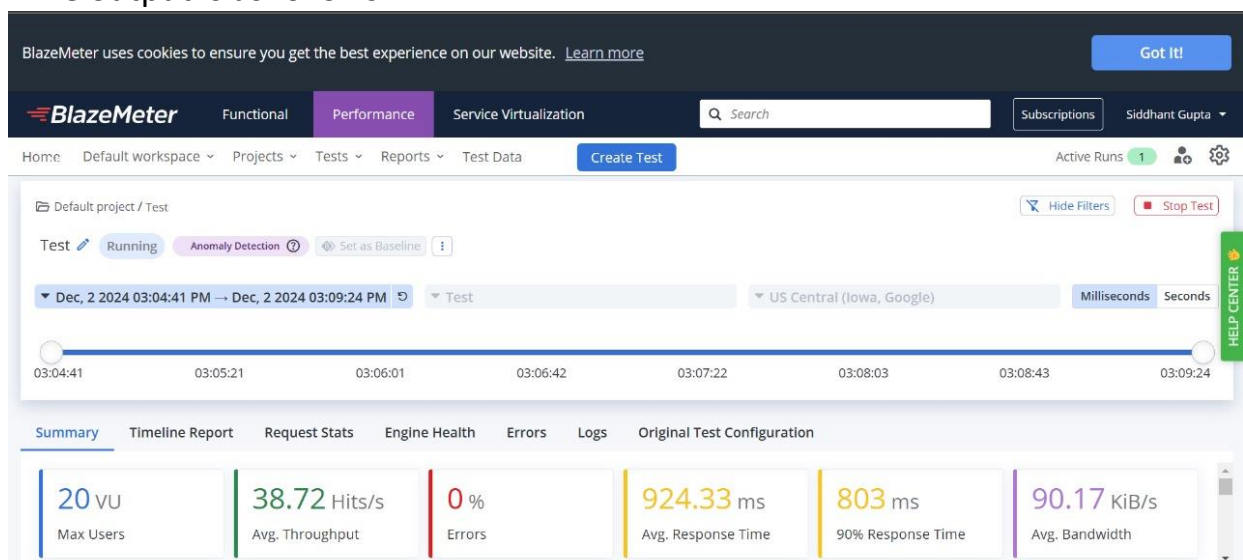 BlazeMeter uses cookies to ensure you get the best experience on our website. Learn more
Got It!
BlazeMeter Functional Performance Service Virtualization Search Subscriptions Siddhant Gupta
Home Default workspace Projects Tests Reports Test Data Create Test Active Runs 1
Default project / Test Hide Filters Stop Test
Test Running Anomaly Detection ? Set as Baseline
Dec, 2 2024 03:04:41 PM → Dec, 2 2024 03:09:24 PM Test US Central (Iowa, Google) Milliseconds Seconds
HELP CENTER
03:04:41 03:05:21 03:06:01 03:06:42 03:07:22 03:08:03 03:08:43 03:09:24
Summary Timeline Report Request Stats Engine Health Errors Logs Original Test Configuration
20 VU 38.72 Hits/s 0 % 924.33 ms 803 ms 90.17 KiB/s
Max Users Avg. Throughput Errors Avg. Response Time 90% Response Time Avg. Bandwidth